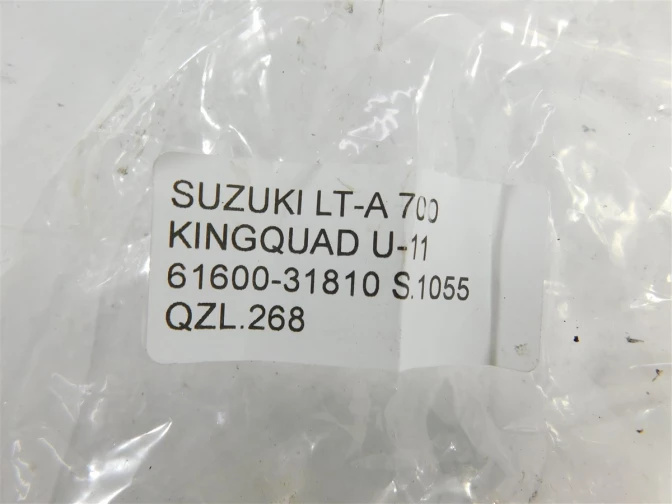 SUZUKI LT-A 700
KINGQUAD U-11
61600-31810 S.1055
QZL.268